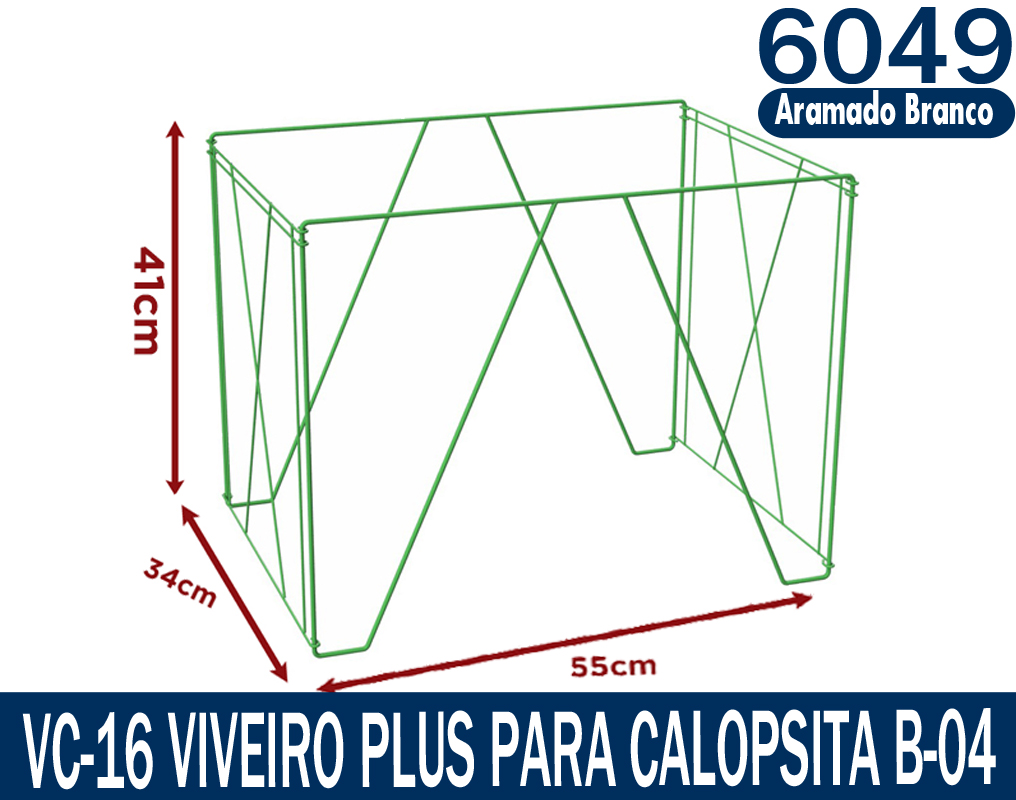 6049
Aramado Branco
41cm
34cm
55cm
VC-16 VIVEIRO PLUS PARA CALOPSITA B-04